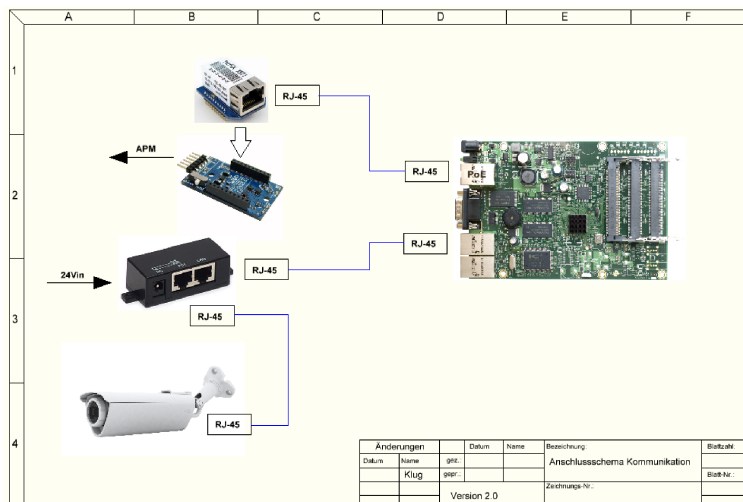 A B C D E F
1
RJ-45
APM
RJ-45
PoE
2
RJ-45
RJ-45
24Vin
RJ-45
3
RJ-45
4
Änderungen Datum Name Bezeichnung: Blattzahl:
Datum Name gez.: Anschlussschema Kommunikation
Klug gepr.: Blatt-Nr.:
Zeichnungs-Nr.:
Version 2.0